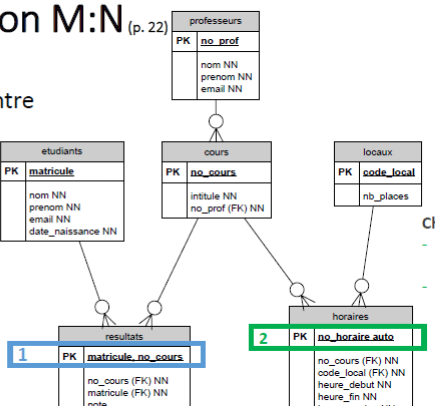 on M:N (p. 22)
ntre
professeurs
PK no_prof
nom NN
prenom NN
email NN
etudiants
PK matricule
nom NN
prenom NN
email NN
date_naissance NN
cours
PK no_cours
intitule NN
no_prof (FK) NN
locaux
PK code_local
nb_places
Ch
-
-
resultats
1 PK matricule, no_cours
no_cours (FK) NN
matricule (FK) NN
note
horaires
2 PK no_horaire auto
no_cours (FK) NN
code_local (FK) NN
heure_debut NN
heure_fin NN